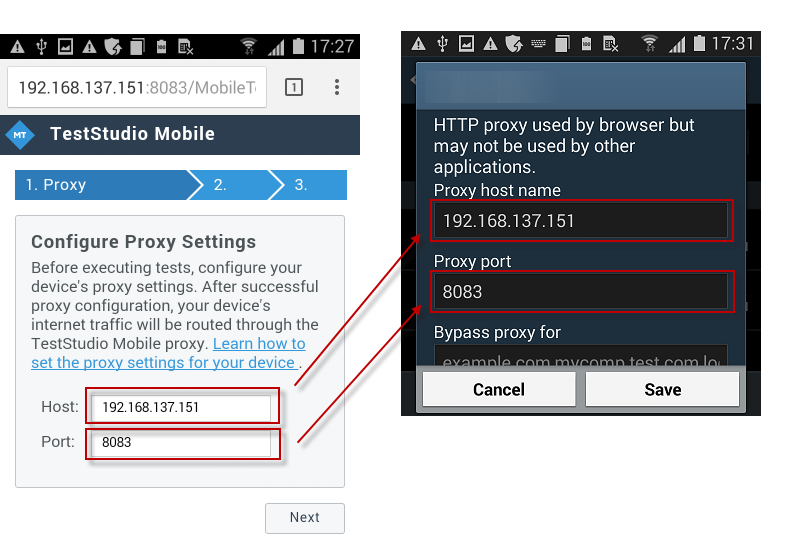 17:27
192.168.137.151:8083/MobileTe
1
MT
TestStudio Mobile
1. Proxy
2.
3.
Configure Proxy Settings
Before executing tests, configure your
device's proxy settings. After successful
proxy configuration, your device's
internet traffic will be routed through the
TestStudio Mobile proxy. Learn how to
set the proxy settings for your device .
Host: 192.168.137.151
Port: 8083
Next
17:31
HTTP proxy used by browser but
may not be used by other
applications.
Proxy host name
192.168.137.151
Proxy port
8083
Bypass proxy for
example.com,mycomp.test.com,loc
Cancel
Save